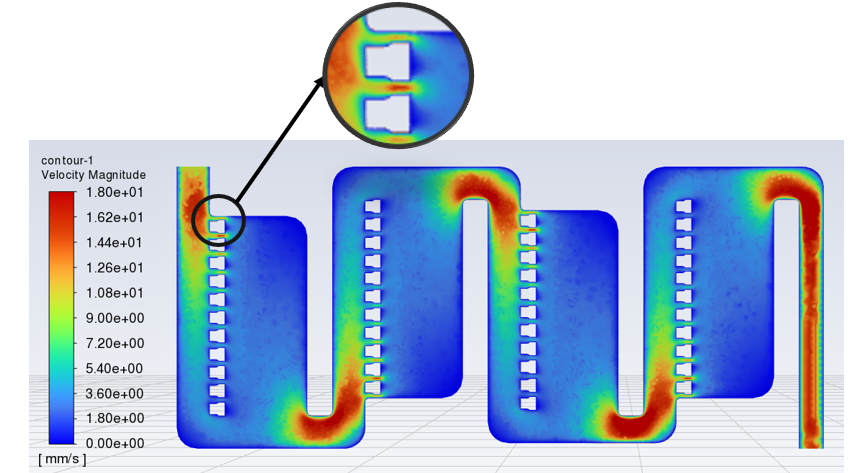 contour-1
Velocity Magnitude
1.80e+01
1.62e+01
1.44e+01
1.26e+01
1.08e+01
9.00e+00
7.20e+00
5.40e+00
3.60e+00
1.80e+00
0.00e+00
[ mm/s ]